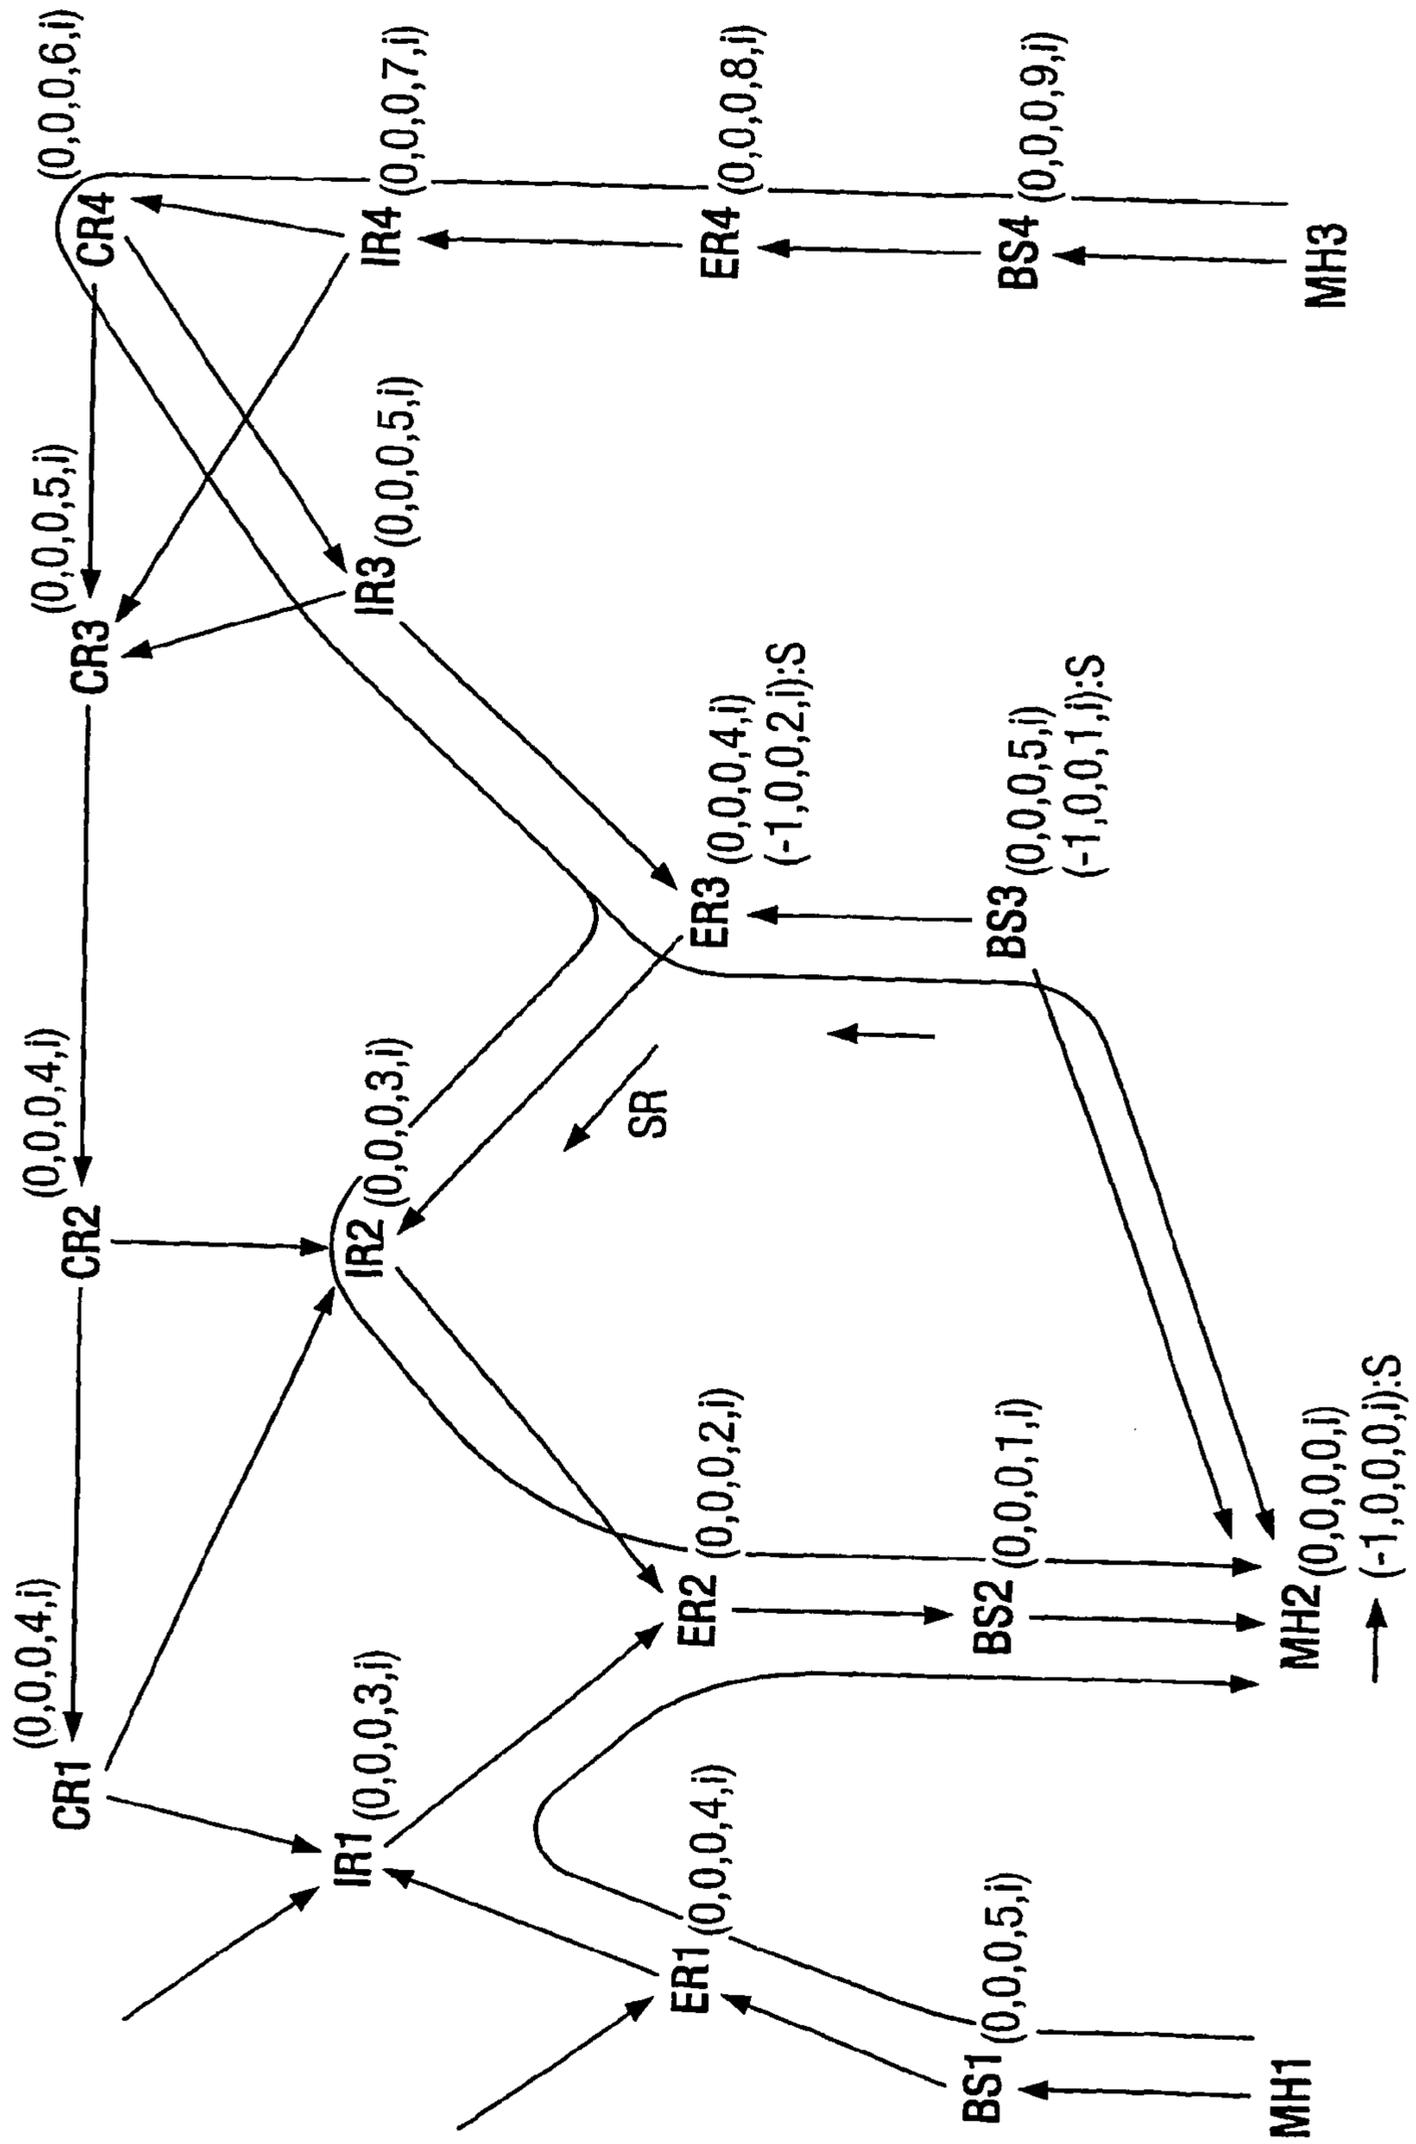 CR1
(0,0,0,4,i)
CR2
(0,0,0,4,i)
CR3
(0,0,0,5,i)
CR4
(0,0,0,6,i)
IR1
(0,0,0,3,i)
IR2
(0,0,0,3,i)
IR3
(0,0,0,5,i)
IR4
(0,0,0,7,i)
SR
ER1
(0,0,0,4,i)
ER2
(0,0,0,2,i)
ER3
(0,0,0,4,i)
(-1,0,0,2,i):S
ER4
(0,0,0,8,i)
BS1
(0,0,0,5,i)
BS2
(0,0,0,1,i)
BS3
(0,0,0,5,i)
(-1,0,0,1,i):S
BS4
(0,0,0,9,i)
MH1
MH2
(0,0,0,0,i)
(-1,0,0,0,i):S
MH3